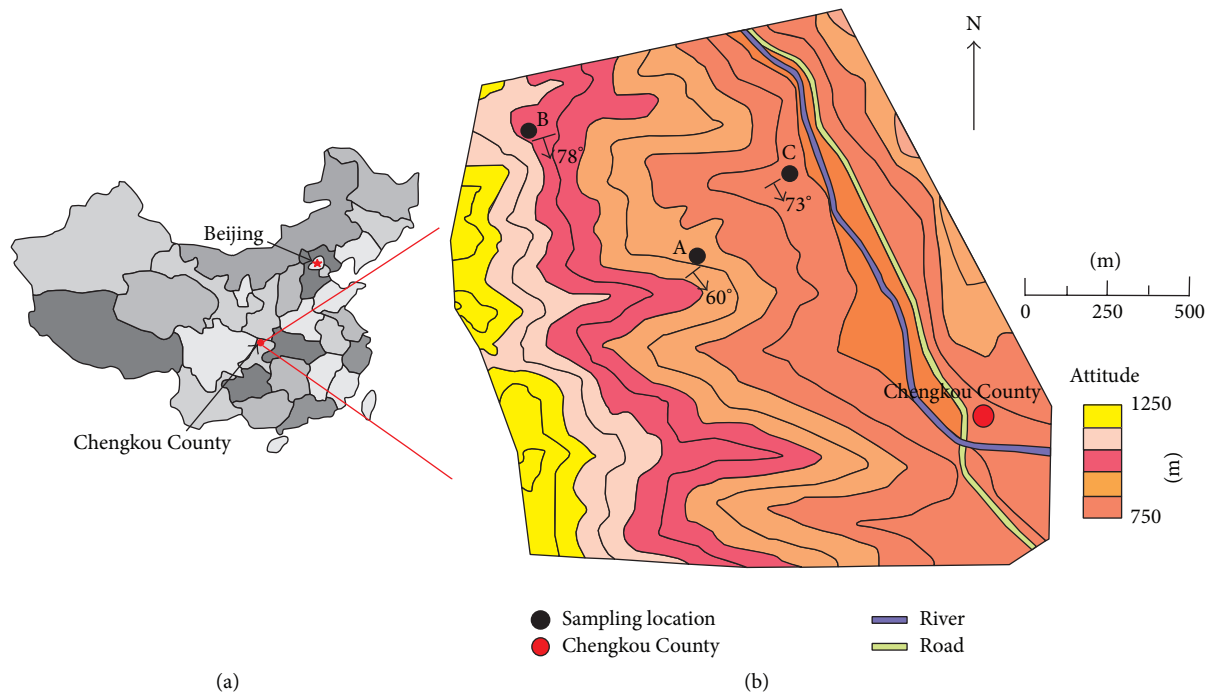 Beijing
Chengkou County
(a)
N
B
78°
C
73°
A
60°
Chengkou County
(m)
0 250 500
Attitude
1250
(m)
750
Sampling location
Chengkou County
River
Road
(b)